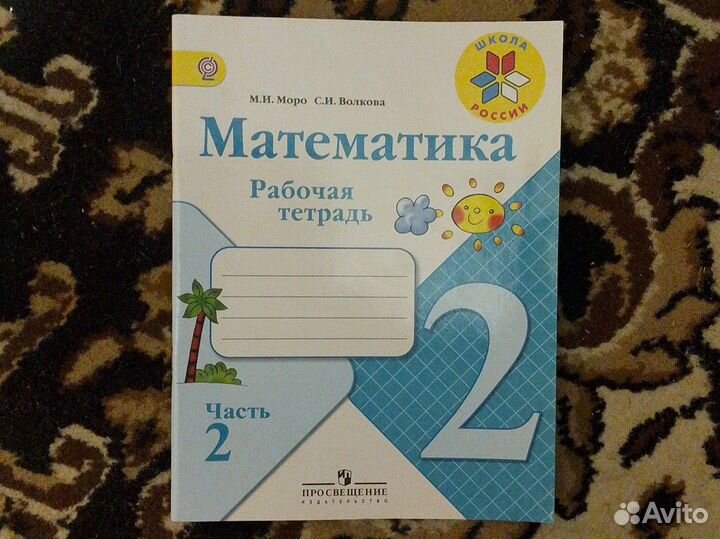 ШКОЛА
РОССИИ
М.И. Моро С.И. Волкова
Математика
Рабочая
тетрадь
2
Часть
2
ПРОСВЕЩЕНИЕ
ИЗДАТЕЛЬСТВО
Avito